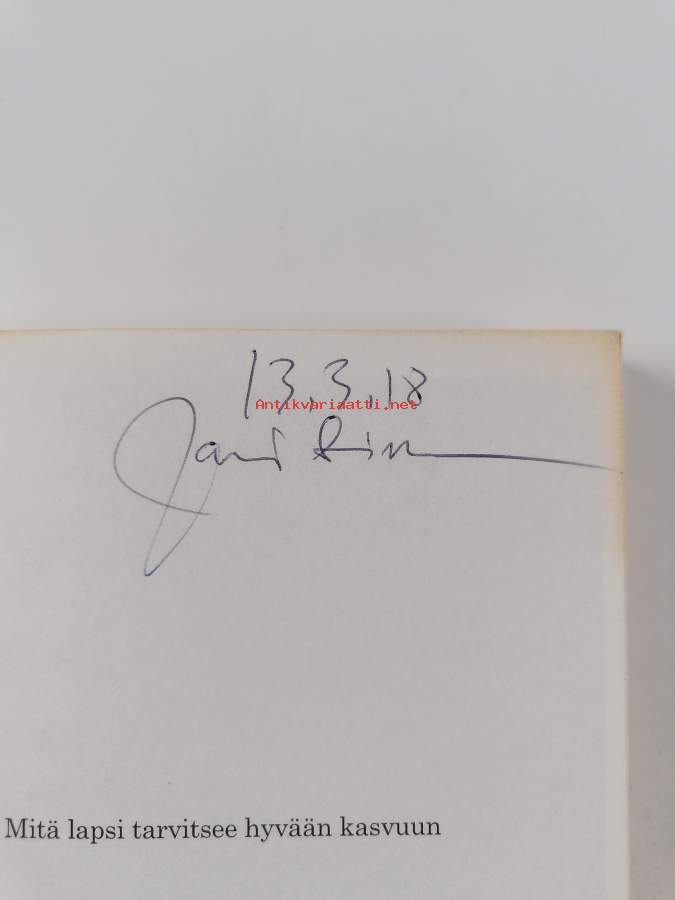 13.3.18
Antikvariaatti.net
Mitä lapsi tarvitsee hyvään kasvuun